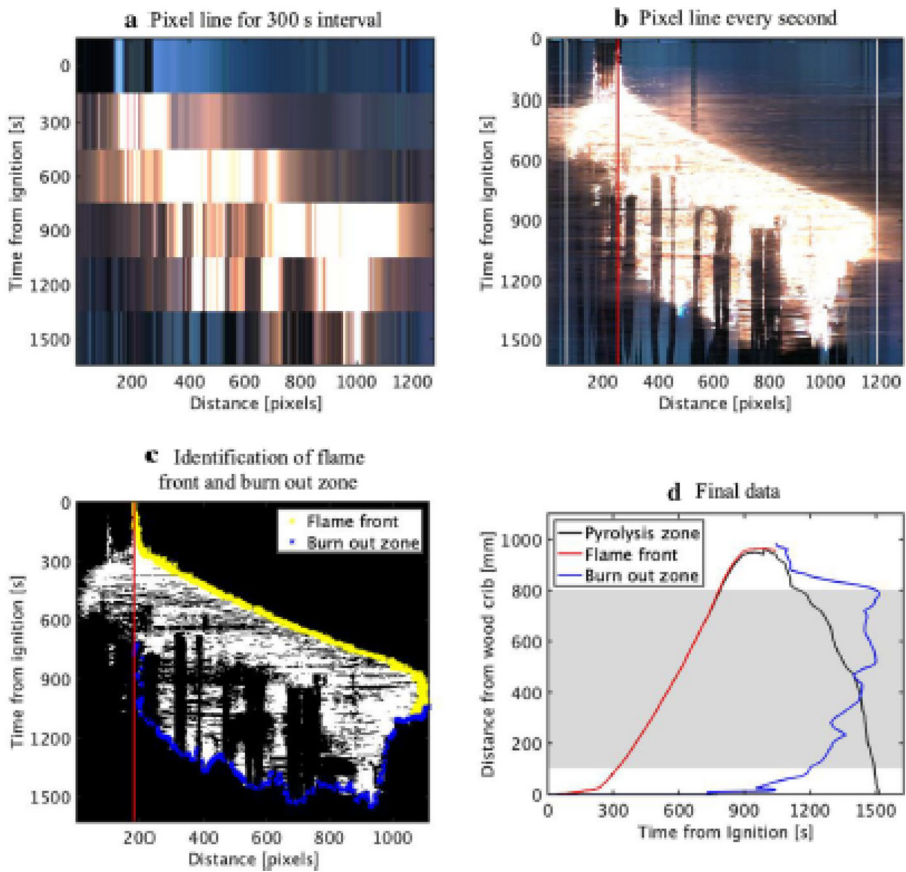 a Pixel line for 300 s interval
0
300
600
900
1200
1500
Time from ignition [s]
200 400 600 800 1000 1200
Distance [pixels]
b Pixel line every second
0
300
600
900
1200
1500
Time from ignition [s]
200 400 600 800 1000 1200
Distance [pixels]
c Identification of flame
front and burn out zone
0
300
600
900
1200
1500
Time from ignition [s]
Flame front
Burn out zone
200 400 600 800 1000
Distance [pixels]
d Final data
1000
800
600
400
200
0
Distance from wood crib [mm]
Pyrolysis zone
Flame front
Burn out zone
0 300 600 900 1200 1500
Time from Ignition [s]